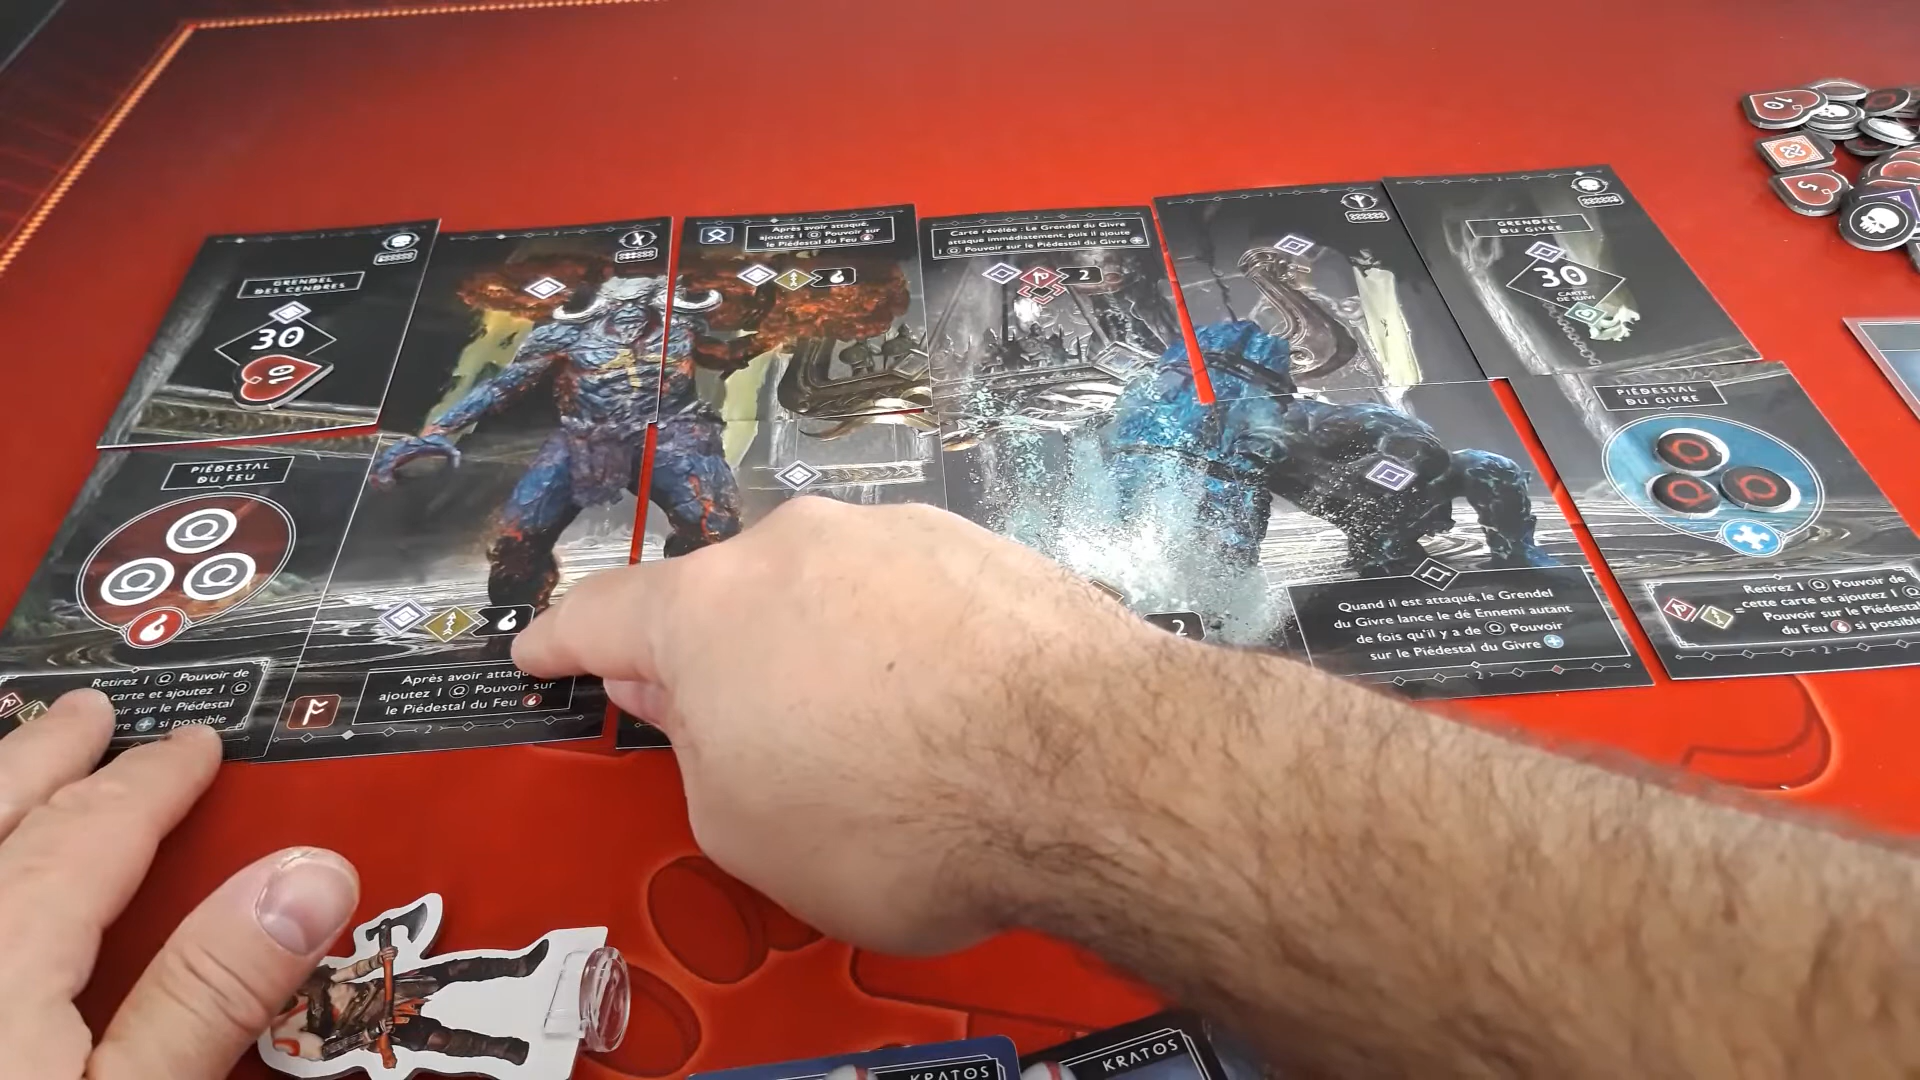 GRENDEL
DES CENDRES
30
10
Après avoir attaqué,
ajoutez 1 Ω Pouvoir sur
le Piédestal du Feu
Carte révélée : Le Grendel du Givre
attaque immédiatement, puis il ajoute
1 Ω Pouvoir sur le Piédestal du Givre
2
GRENDEL
DU GIVRE
30
CARTE
DE SUIVI
10
5
PIÉDESTAL
DU FEU
Ω
Ω
Ω
Retirez 1 Ω Pouvoir de
carte et ajoutez 1 Ω
si possible
Après avoir
ajoutez 1 Ω Pouvoir sur
le Piédestal du Feu
2
2
Quand il est attaqué, le Grendel
du Givre lance le dé Ennemi autant
de fois qu'il y a de Ω Pouvoir
sur le Piédestal du Givre
2
PIÉDESTAL
DU GIVRE
Retirez 1 Ω Pouvoir de
cette carte et ajoutez 1 Ω
Pouvoir sur le Piédestal
du Feu si possible
2
KRATOS
KRATOS